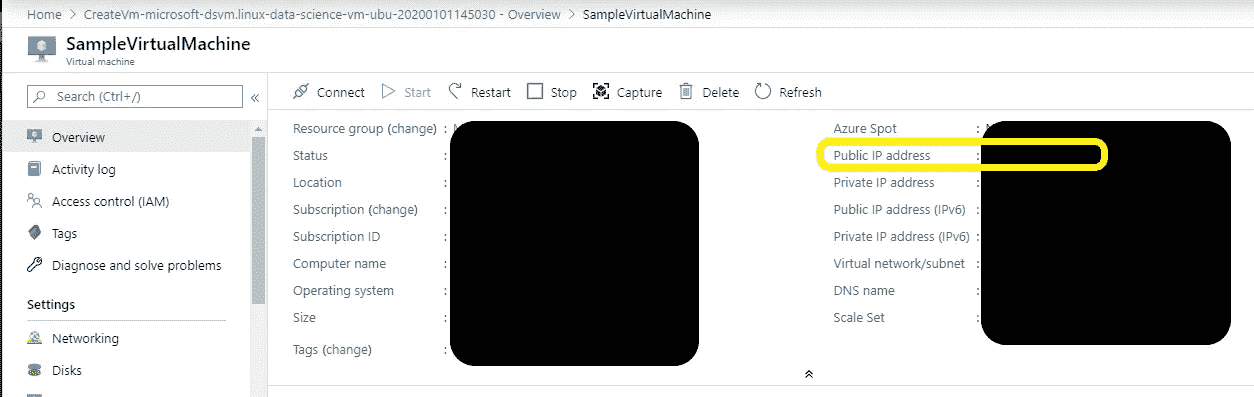 Home > CreateVm-microsoft-dsvm.linux-data-science-vm-ubu-20200101145030 - Overview > SampleVirtualMachine
SampleVirtualMachine
Virtual machine
Search (Ctrl+/)
«
Connect
Start
Restart
Stop
Capture
Delete
Refresh
Overview
Activity log
Access control (IAM)
Tags
Diagnose and solve problems
Settings
Networking
Disks
Resource group (change) :
Status :
Location :
Subscription (change) :
Subscription ID :
Computer name :
Operating system :
Size :
Tags (change) :
Azure Spot :
Public IP address :
Private IP address :
Public IP address (IPv6) :
Private IP address (IPv6) :
Virtual network/subnet :
DNS name :
Scale Set :